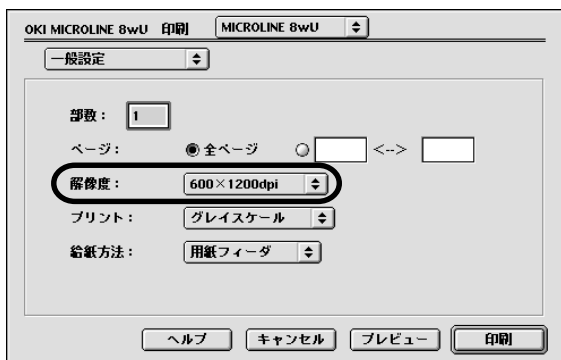 OKI MICROLINE 8wU 印刷 MICROLINE 8wU
一般設定
部数： 1
ページ： 全ページ <-->
解像度： 600×1200dpi
プリント： グレイスケール
給紙方法： 用紙フィーダ
ヘルプ キャンセル プレビュー 印刷